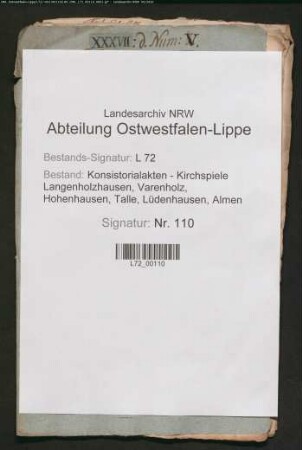 XXXVII: d. Num: V.
Landesarchiv NRW
Abteilung Ostwestfalen-Lippe
Bestands-Signatur: L 72
Bestand: Konsistorialakten - Kirchspiele
Langenholzhausen, Varenholz,
Hohenhausen, Talle, Lüdenhausen, Almen
Signatur: Nr. 110
L72_00110